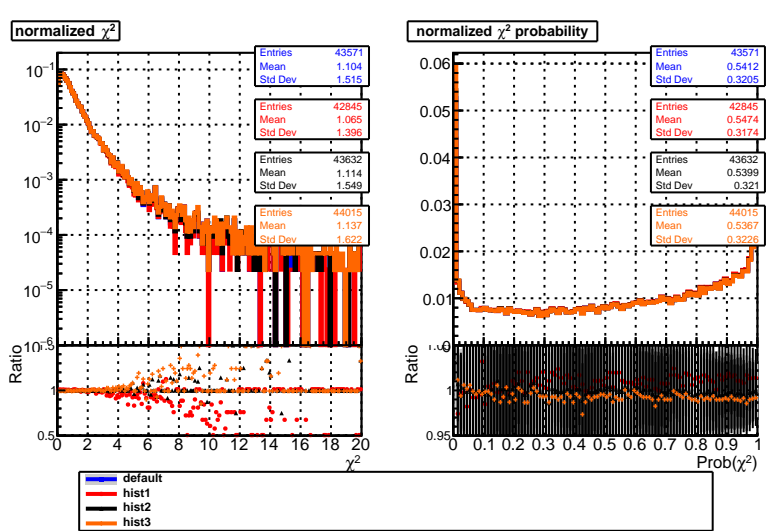 normalized χ²
Entries 43571
Mean 1.104
Std Dev 1.515
Entries 42845
Mean 1.065
Std Dev 1.396
Entries 43632
Mean 1.114
Std Dev 1.549
Entries 44015
Mean 1.137
Std Dev 1.622
10⁻¹
10⁻²
10⁻³
10⁻⁴
10⁻⁵
Ratio
1
0.5
0 2 4 6 8 10 12 14 16 18 20
χ²
normalized χ² probability
Entries 43571
Mean 0.5412
Std Dev 0.3205
Entries 42845
Mean 0.5474
Std Dev 0.3174
Entries 43632
Mean 0.5399
Std Dev 0.321
Entries 44015
Mean 0.5367
Std Dev 0.3226
0.06
0.05
0.04
0.03
0.02
0.01
Ratio
1
0.95
0 0.1 0.2 0.3 0.4 0.5 0.6 0.7 0.8 0.9 1
Prob(χ²)
default
hist1
hist2
hist3